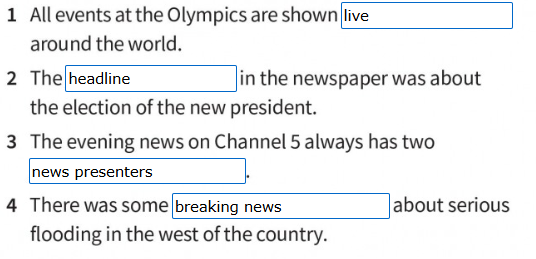 1 All events at the Olympics are shown live
around the world.
2 The headline in the newspaper was about
the election of the new president.
3 The evening news on Channel 5 always has two
news presenters.
4 There was some breaking news about serious
flooding in the west of the country.